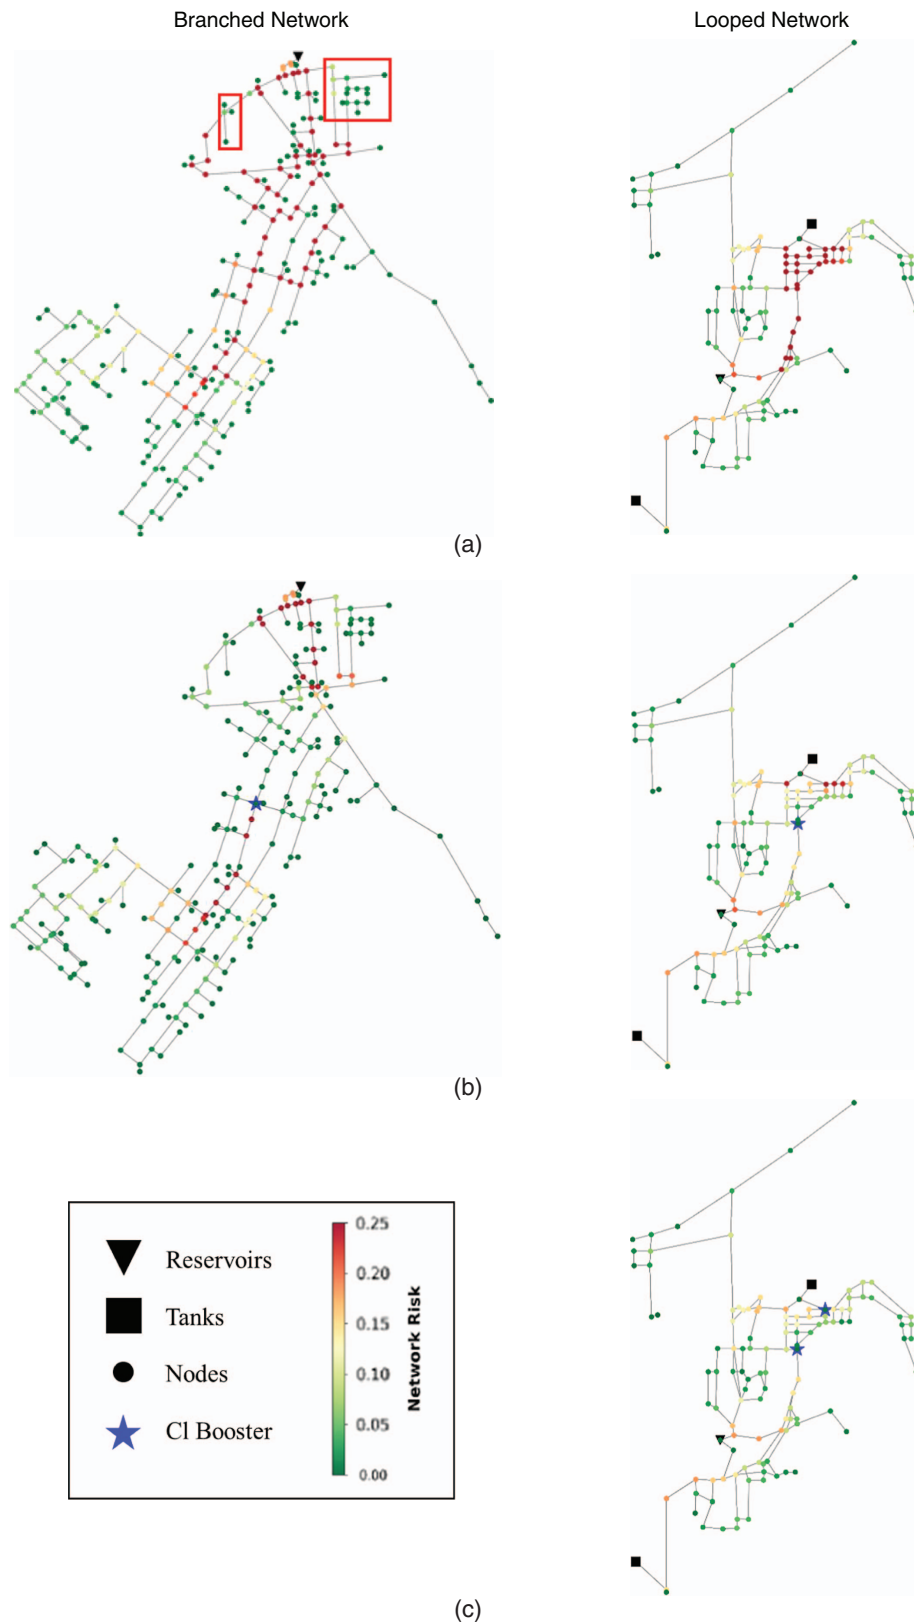 Branched Network
Looped Network
(a)
(b)
Reservoirs
Tanks
Nodes
Cl Booster
0.25
0.20
0.15
0.10
0.05
0.00
Network Risk
(c)